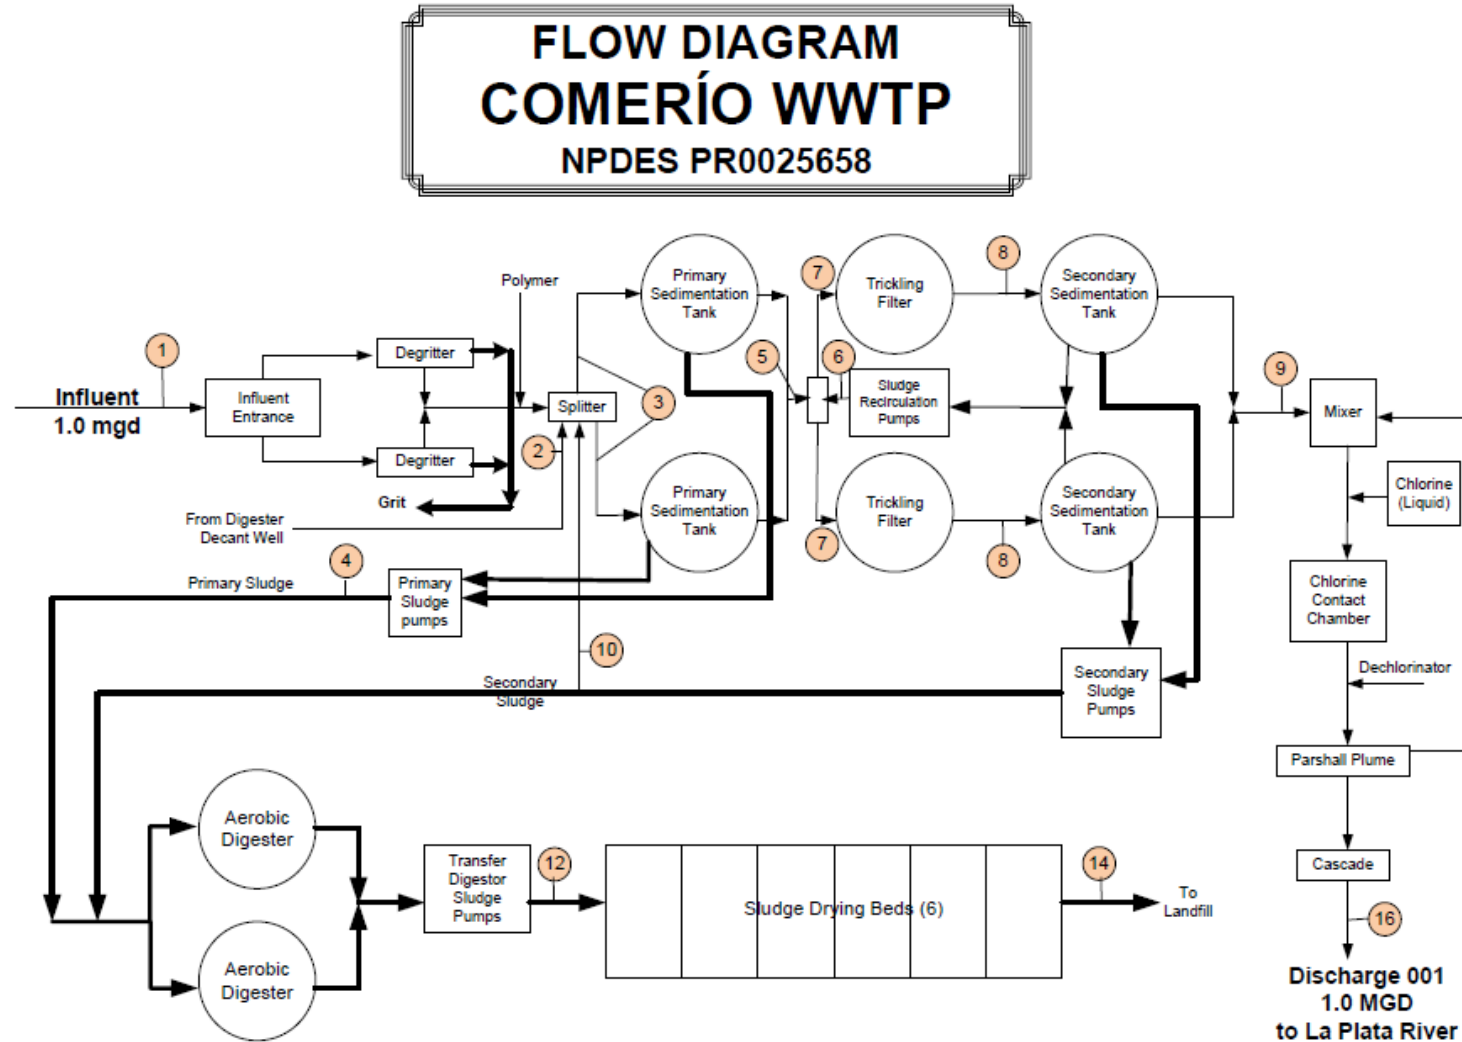 FLOW DIAGRAM
COMERÍO WWTP
NPDES PR0025658
Polymer
1
Influent
1.0 mgd
Influent
Entrance
Degritter
Degritter
Grit
Splitter
2
3
From Digester
Decant Well
Primary
Sedimentation
Tank
Primary
Sedimentation
Tank
5
6
7
7
Trickling
Filter
Trickling
Filter
Sludge
Recirculation
Pumps
8
8
Secondary
Sedimentation
Tank
Secondary
Sedimentation
Tank
9
Mixer
Chlorine
(Liquid)
Chlorine
Contact
Chamber
Dechlorinator
Parshall Plume
Cascade
16
Discharge 001
1.0 MGD
to La Plata River
4
Primary Sludge
Primary
Sludge
pumps
10
Secondary
Sludge
Secondary
Sludge
Pumps
Aerobic
Digester
Aerobic
Digester
Transfer
Digestor
Sludge
Pumps
12
Sludge Drying Beds (6)
14
To
Landfill